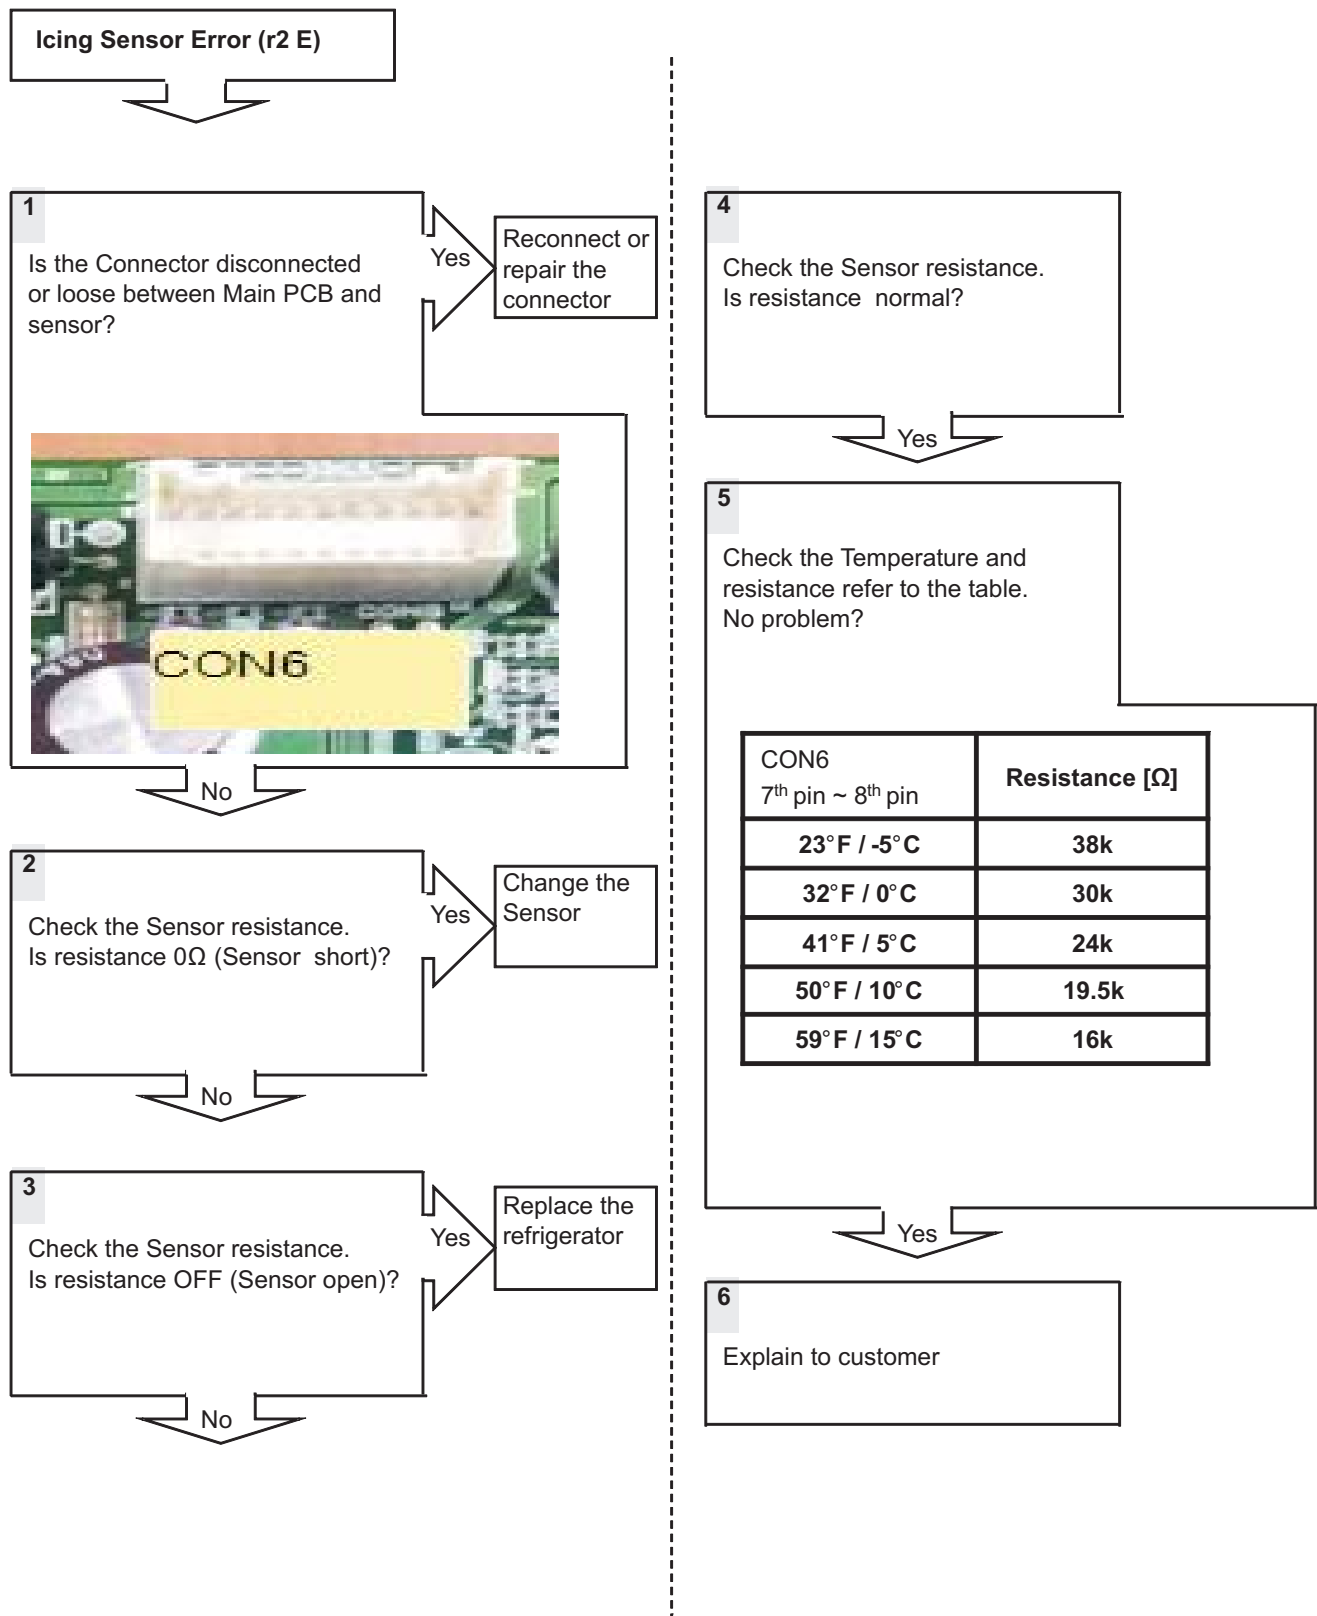 Icing Sensor Error (r2 E)
1
Is the Connector disconnected
or loose between Main PCB and
sensor?
Yes
Reconnect or
repair the
connector
CON6
No
2
Check the Sensor resistance.
Is resistance 0Ω (Sensor short)?
Yes
Change the
Sensor
No
3
Check the Sensor resistance.
Is resistance OFF (Sensor open)?
Yes
Replace the
refrigerator
No
4
Check the Sensor resistance.
Is resistance normal?
Yes
5
Check the Temperature and
resistance refer to the table.
No problem?
CON6
7th pin ~ 8th pin
Resistance [Ω]
23°F / -5°C 38k
32°F / 0°C 30k
41°F / 5°C 24k
50°F / 10°C 19.5k
59°F / 15°C 16k
Yes
6
Explain to customer